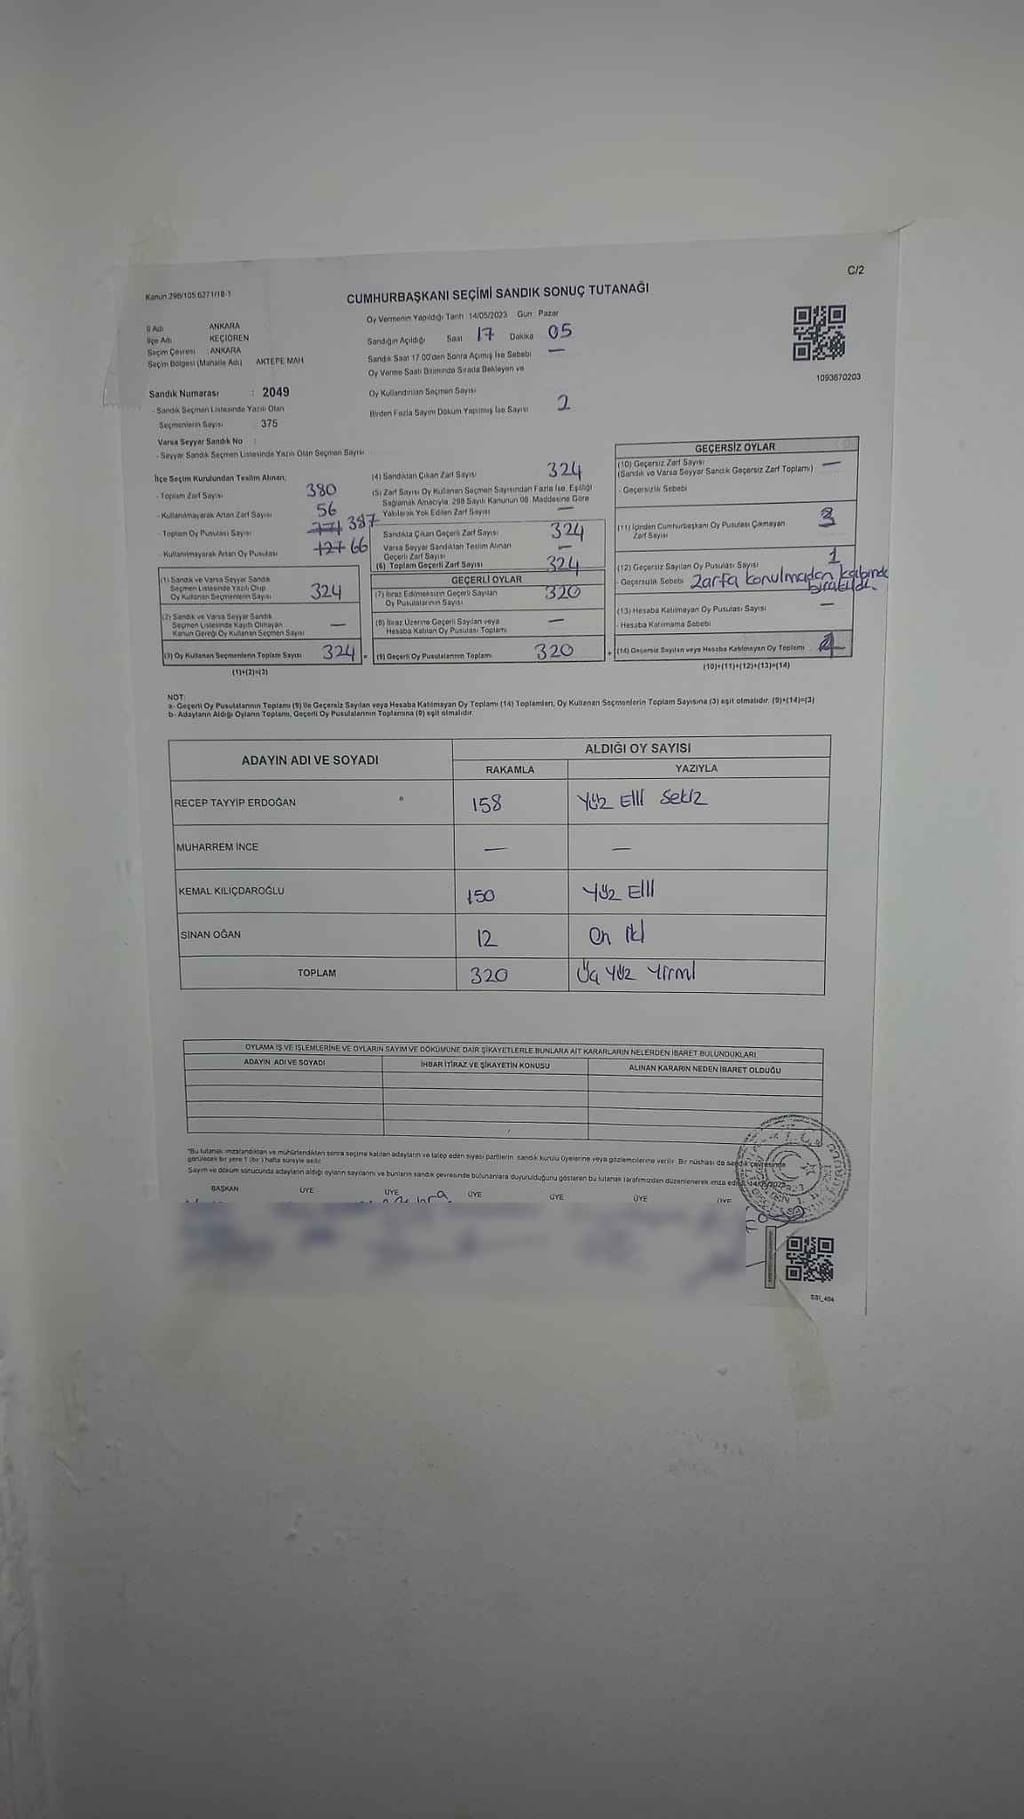 C/2
Kanun 298/105 6271/18-1
CUMHURBAŞKANI SEÇİMİ SANDIK SONUÇ TUTANAĞI
İl Adı ANKARA
İlçe Adı KEÇİÖREN
Seçim Çevresi : ANKARA
Seçim Bölgesi (Mahalle Adı) AKTEPE MAH
Sandık Numarası : 2049
- Sandık Seçmen Listesinde Yazılı Olan
Seçmenlerin Sayısı : 375
Varsa Seyyar Sandık No :
- Seyyar Sandık Seçmen Listesinde Yazılı Olan Seçmen Sayısı
Oy Vermenin Yapıldığı Tarih 14/05/2023 Gün Pazar
Sandığın Açıldığı Saat 17 Dakika 05
Sandık Saat 17.00'den Sonra Açılmış İse Sebebi —
Oy Verme Saati Bitiminde Sırada Bekleyen ve
Oy Kullandırılan Seçmen Sayısı
Birden Fazla Sayım Döküm Yapılmış İse Sayısı 2
1093670203
İlçe Seçim Kurulundan Teslim Alınan;
- Toplam Zarf Sayısı 380
- Kullanılmayarak Artan Zarf Sayısı 56
- Toplam Oy Pusulası Sayısı 387
- Kullanılmayarak Artan Oy Pusulası 66
(1) Sandık ve Varsa Seyyar Sandık
Seçmen Listesinde Yazılı Olup
Oy Kullanan Seçmenlerin Sayısı 324
(2) Sandık ve Varsa Seyyar Sandık
Seçmen Listesinde Kayıtlı Olmayan
Kanun Gereği Oy Kullanan Seçmen Sayısı —
(3) Oy Kullanan Seçmenlerin Toplam Sayısı 324
(1)+(2)=(3)
(4) Sandıktan Çıkan Zarf Sayısı 324
(5) Zarf Sayısı Oy Kullanan Seçmen Sayısından Fazla İse, Eşitliği
Sağlamak Amacıyla, 298 Sayılı Kanunun 98. Maddesine Göre
Yakılarak Yok Edilen Zarf Sayısı —
Sandıkta Çıkan Geçerli Zarf Sayısı 324
Varsa Seyyar Sandıktan Teslim Alınan
Geçerli Zarf Sayısı —
(6) Toplam Geçerli Zarf Sayısı 324
GEÇERLİ OYLAR
(7) İtiraz Edilmeksizin Geçerli Sayılan
Oy Pusulalarının Sayısı 320
(8) İtiraz Üzerine Geçerli Sayılan veya
Hesaba Katılan Oy Pusulası Toplamı —
(9) Geçerli Oy Pusulalarının Toplamı 320
GEÇERSİZ OYLAR
(10) Geçersiz Zarf Sayısı —
(Sandık ve Varsa Seyyar Sandık Geçersiz Zarf Toplamı)
- Geçersizlik Sebebi
(11) İçinden Cumhurbaşkanı Oy Pusulası Çıkmayan
Zarf Sayısı 3
(12) Geçersiz Sayılan Oy Pusulası Sayısı 1
- Geçersizlik Sebebi Zarfa konulmadan kabinde
bırakıldı.
(13) Hesaba Katılmayan Oy Pusulası Sayısı —
- Hesaba Katılmama Sebebi
(14) Geçersiz Sayılan veya Hesaba Katılmayan Oy Toplamı 4
(10)+(11)+(12)+(13)=(14)
NOT:
a- Geçerli Oy Pusulalarının Toplamı (9) ile Geçersiz Sayılan veya Hesaba Katılmayan Oy Toplamı (14) Toplamları, Oy Kullanan Seçmenlerin Toplam Sayısına (3) eşit olmalıdır. (9)+(14)=(3)
b- Adayların Aldığı Oyların Toplamı, Geçerli Oy Pusulalarının Toplamına (9) eşit olmalıdır.
ADAYIN ADI VE SOYADI ALDIĞI OY SAYISI
RAKAMLA YAZIYLA
RECEP TAYYİP ERDOĞAN 158 Yüz Elli Sekiz
MUHARREM İNCE — —
KEMAL KILIÇDAROĞLU 150 Yüz Elli
SİNAN OĞAN 12 On iki
TOPLAM 320 Üç Yüz Yirmi
OYLAMA İŞ VE İŞLEMLERİNE VE OYLARIN SAYIM VE DÖKÜMÜNE DAİR ŞİKAYETLERLE BUNLARA AİT KARARLARIN NELERDEN İBARET BULUNDUKLARI
ADAYIN ADI VE SOYADI İHBAR İTİRAZ VE ŞİKAYETİN KONUSU ALINAN KARARIN NEDEN İBARET OLDUĞU
"Bu tutanak imzalandıktan ve mühürlendikten sonra seçime katılan adayların ve talep eden siyasi partilerin sandık kurulu üyelerine veya gözlemcilerine verilir. Bir nüshası da sandık çevresinde
görülecek bir yere 1 (bir) hafta süreyle asılır.
Sayım ve döküm sonucunda adayların aldığı oyların sayılarını ve bunların sandık çevresinde bulunanlara duyurulduğunu gösteren bu tutanak tarafımızdan düzenlenerek imza edildi. 14/05/2023
BAŞKAN ÜYE ÜYE ÜYE ÜYE ÜYE ÜYE